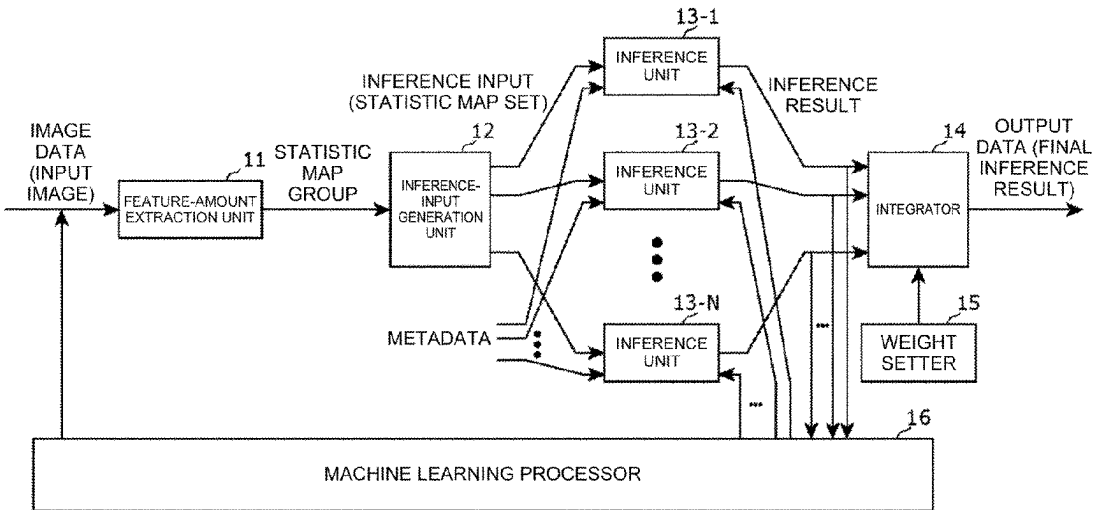 IMAGE
DATA
(INPUT
IMAGE)
11
FEATURE-AMOUNT
EXTRACTION UNIT
STATISTIC
MAP
GROUP
12
INFERENCE-
INPUT
GENERATION
UNIT
INFERENCE INPUT
(STATISTIC MAP SET)
METADATA
13-1
INFERENCE
UNIT
13-2
INFERENCE
UNIT
13-N
INFERENCE
UNIT
INFERENCE
RESULT
14
INTEGRATOR
OUTPUT
DATA (FINAL
INFERENCE
RESULT)
15
WEIGHT
SETTER
16
MACHINE LEARNING PROCESSOR